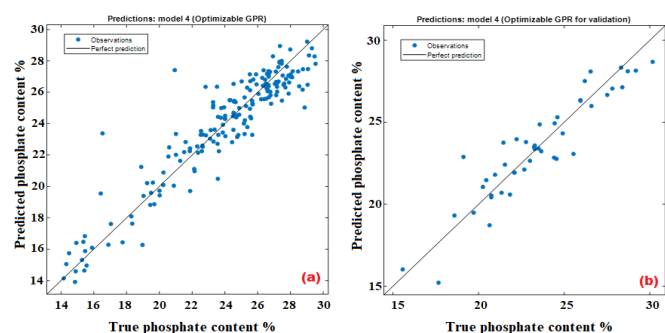 Predictions: model 4 (Optimizable GPR)
Observations
Perfect prediction
Predicted phosphate content %
30
28
26
24
22
20
18
16
14
14 16 18 20 22 24 26 28 30
True phosphate content %
(a)
Predictions: model 4 (Optimizable GPR for validation)
Observations
Perfect prediction
Predicted phosphate content %
30
25
20
15
15 20 25 30
True phosphate content %
(b)